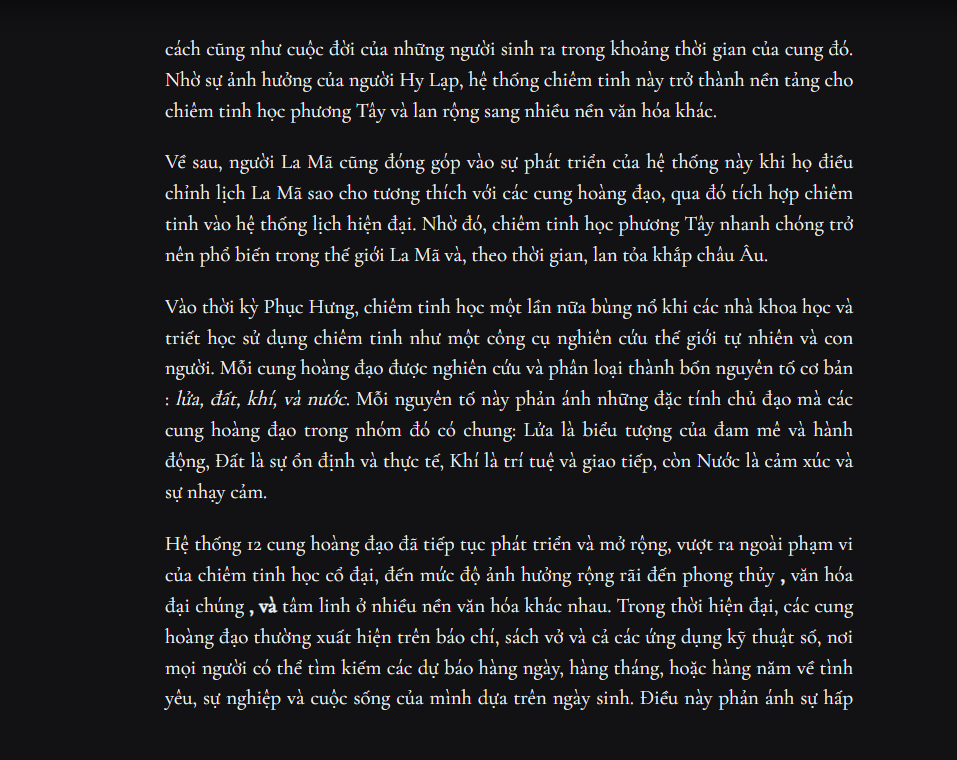 cách cũng như cuộc đời của những người sinh ra trong khoảng thời gian của cung đó.
Nhờ sự ảnh hưởng của người Hy Lạp, hệ thống chiêm tinh này trở thành nền tảng cho
chiêm tinh học phương Tây và lan rộng sang nhiều nền văn hóa khác.
Về sau, người La Mã cũng đóng góp vào sự phát triển của hệ thống này khi họ điều
chỉnh lịch La Mã sao cho tương thích với các cung hoàng đạo, qua đó tích hợp chiêm
tinh vào hệ thống lịch hiện đại. Nhờ đó, chiêm tinh học phương Tây nhanh chóng trở
nên phổ biến trong thế giới La Mã và, theo thời gian, lan tỏa khắp châu Âu.
Vào thời kỳ Phục Hưng, chiêm tinh học một lần nữa bùng nổ khi các nhà khoa học và
triết học sử dụng chiêm tinh như một công cụ nghiên cứu thế giới tự nhiên và con
người. Mỗi cung hoàng đạo được nghiên cứu và phân loại thành bốn nguyên tố cơ bản
: lửa, đất, khí, và nước. Mỗi nguyên tố này phản ánh những đặc tính chủ đạo mà các
cung hoàng đạo trong nhóm đó có chung: Lửa là biểu tượng của đam mê và hành
động, Đất là sự ổn định và thực tế, Khí là trí tuệ và giao tiếp, còn Nước là cảm xúc và
sự nhạy cảm.
Hệ thống 12 cung hoàng đạo đã tiếp tục phát triển và mở rộng, vượt ra ngoài phạm vi
của chiêm tinh học cổ đại, đến mức độ ảnh hưởng rộng rãi đến phong thủy , văn hóa
đại chúng , và tâm linh ở nhiều nền văn hóa khác nhau. Trong thời hiện đại, các cung
hoàng đạo thường xuất hiện trên báo chí, sách vở và cả các ứng dụng kỹ thuật số, nơi
mọi người có thể tìm kiếm các dự báo hàng ngày, hàng tháng, hoặc hàng năm về tình
yêu, sự nghiệp và cuộc sống của mình dựa trên ngày sinh. Điều này phản ánh sự hấp